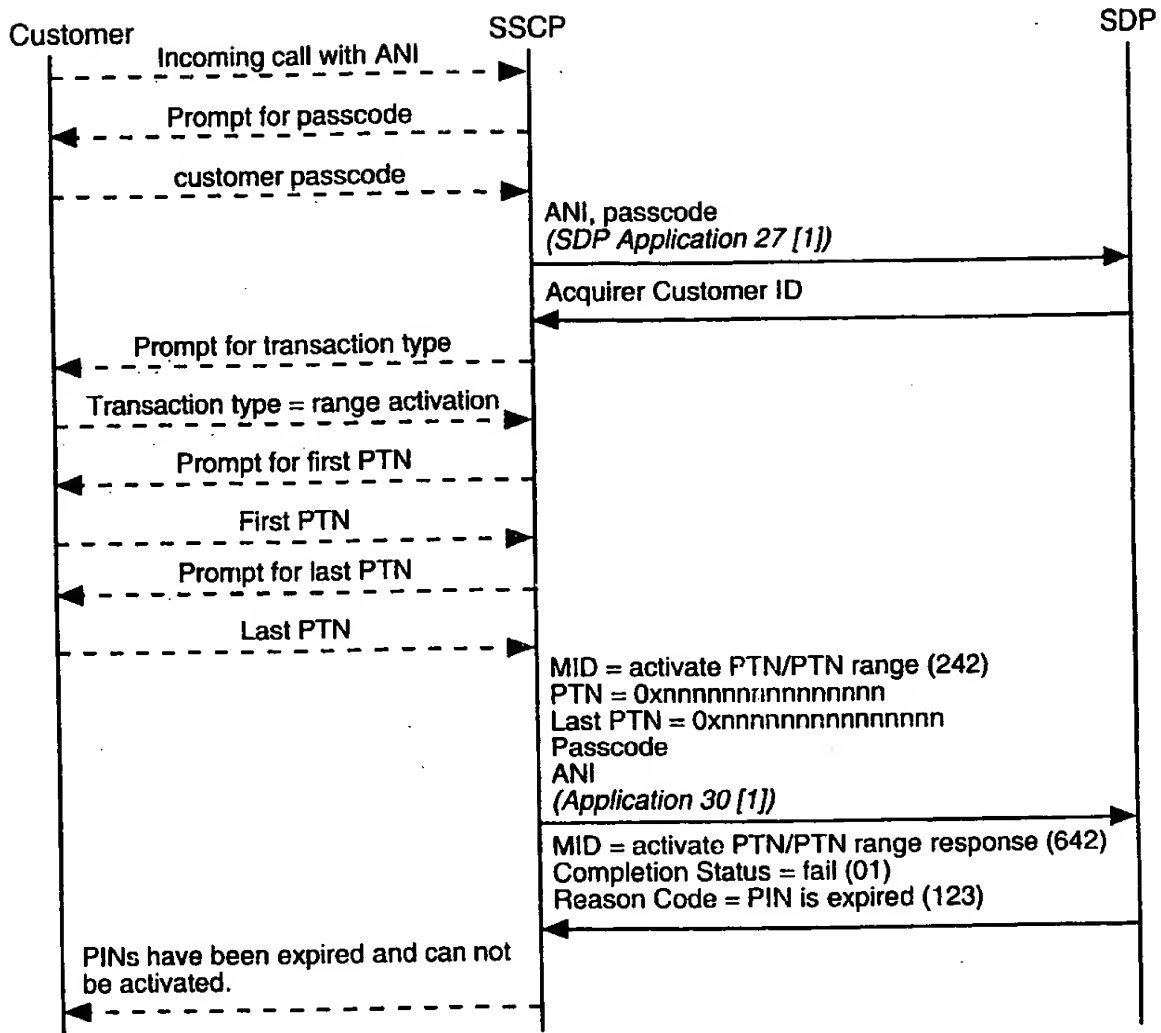 Customer
SSCP
SDP
Incoming call with ANI
Prompt for passcode
customer passcode
ANI, passcode
(SDP Application 27 [1])
Acquirer Customer ID
Prompt for transaction type
Transaction type = range activation
Prompt for first PTN
First PTN
Prompt for last PTN
Last PTN
MID = activate PTN/PTN range (242)
PTN = 0xnnnnnnnnnnnnnnnn
Last PTN = 0xnnnnnnnnnnnnnnnn
Passcode
ANI
(Application 30 [1])
MID = activate PTN/PTN range response (642)
Completion Status = fail (01)
Reason Code = PIN is expired (123)
PINs have been expired and can not
be activated.